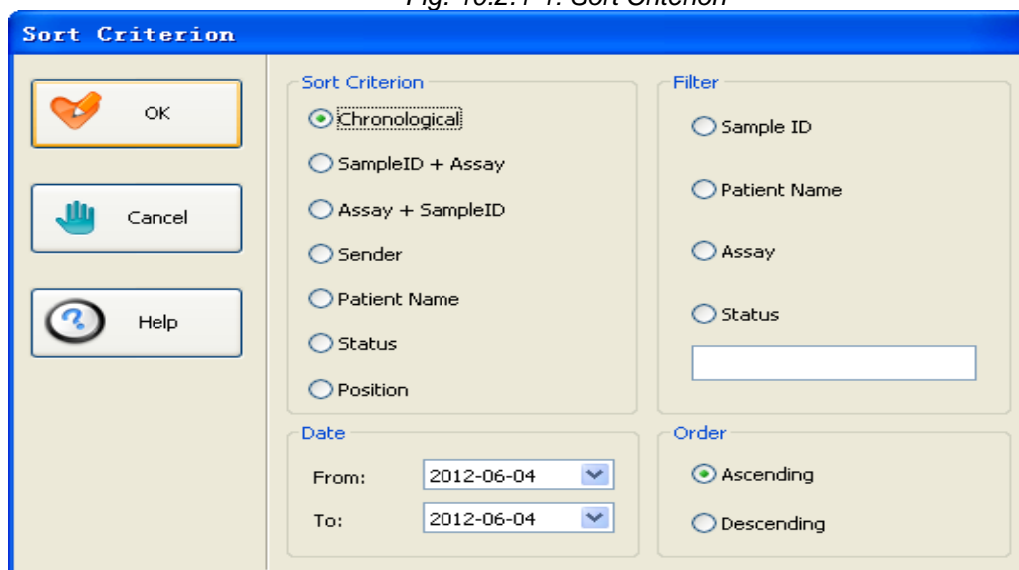 Sort Criterion
OK
Cancel
Help
Sort Criterion
Chronological
SampleID + Assay
Assay + SampleID
Sender
Patient Name
Status
Position
Filter
Sample ID
Patient Name
Assay
Status
Date
From: 2012-06-04
To: 2012-06-04
Order
Ascending
Descending